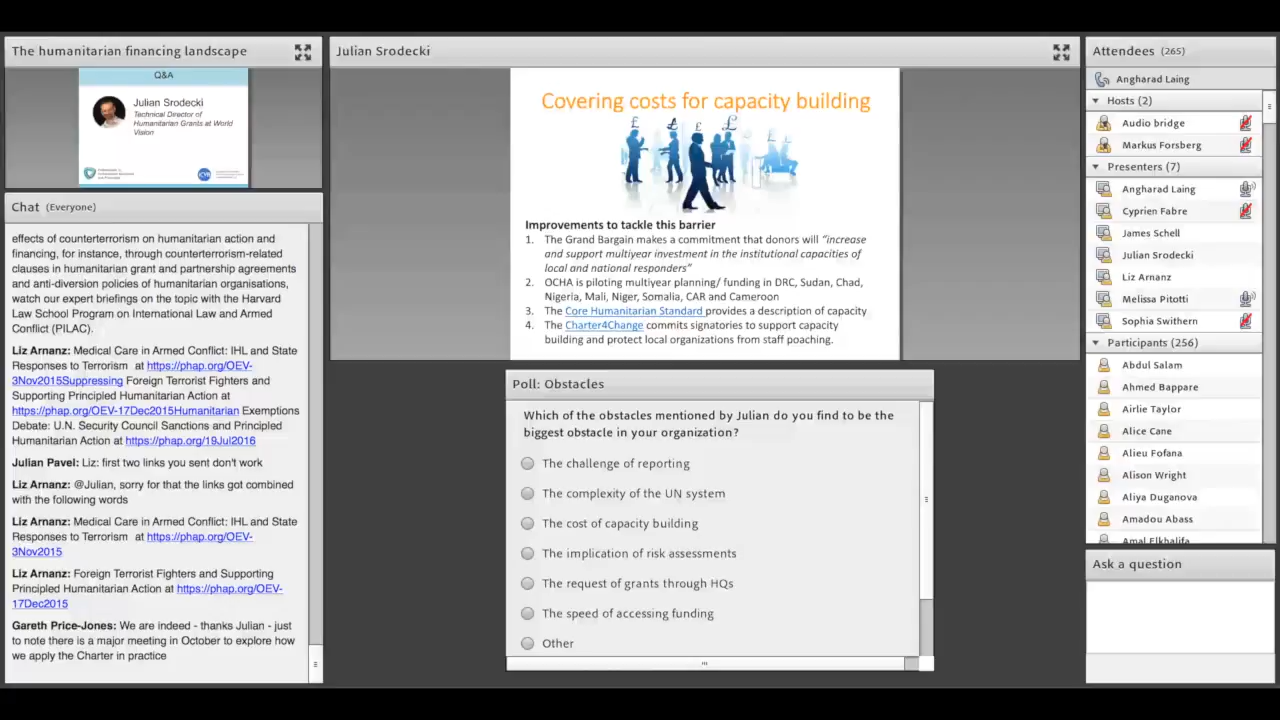 The humanitarian financing landscape
Q&A
Julian Srodecki
Technical Director of
Humanitarian Grants at World
Vision
Chat (Everyone)
effects of counterterrorism on humanitarian action and
financing, for instance, through counterterrorism-related
clauses in humanitarian grant and partnership agreements
and anti-diversion policies of humanitarian organisations,
watch our expert briefings on the topic with the Harvard
Law School Program on International Law and Armed
Conflict (PILAC).
Liz Arnanz: Medical Care in Armed Conflict: IHL and State
Responses to Terrorism at https://phap.org/OEV-
3Nov2015Suppressing Foreign Terrorist Fighters and
Supporting Principled Humanitarian Action at
https://phap.org/OEV-17Dec2015Humanitarian Exemptions
Debate: U.N. Security Council Sanctions and Principled
Humanitarian Action at https://phap.org/19Jul2016
Julian Pavel: Liz: first two links you sent don't work
Liz Arnanz: @Julian, sorry for that the links got combined
with the following words
Liz Arnanz: Medical Care in Armed Conflict: IHL and State
Responses to Terrorism at https://phap.org/OEV-
3Nov2015
Liz Arnanz: Foreign Terrorist Fighters and Supporting
Principled Humanitarian Action at https://phap.org/OEV-
17Dec2015
Gareth Price-Jones: We are indeed - thanks Julian - just
to note there is a major meeting in October to explore how
we apply the Charter in practice
Julian Srodecki
Covering costs for capacity building
£ £ £ £
Improvements to tackle this barrier
1. The Grand Bargain makes a commitment that donors will "increase
and support multiyear investment in the institutional capacities of
local and national responders"
2. OCHA is piloting multiyear planning/ funding in DRC, Sudan, Chad,
Nigeria, Mali, Niger, Somalia, CAR and Cameroon
3. The Core Humanitarian Standard provides a description of capacity
4. The Charter4Change commits signatories to support capacity
building and protect local organizations from staff poaching.
Poll: Obstacles
Which of the obstacles mentioned by Julian do you find to be the
biggest obstacle in your organization?
The challenge of reporting
The complexity of the UN system
The cost of capacity building
The implication of risk assessments
The request of grants through HQs
The speed of accessing funding
Other
Attendees (265)
Angharad Laing
Hosts (2)
Audio bridge
Markus Forsberg
Presenters (7)
Angharad Laing
Cyprien Fabre
James Schell
Julian Srodecki
Liz Arnanz
Melissa Pitotti
Sophia Swithern
Participants (256)
Abdul Salam
Ahmed Bappare
Airlie Taylor
Alice Cane
Alieu Fofana
Alison Wright
Aliya Duganova
Amadou Abass
Amal Elkhalifa
Ask a question